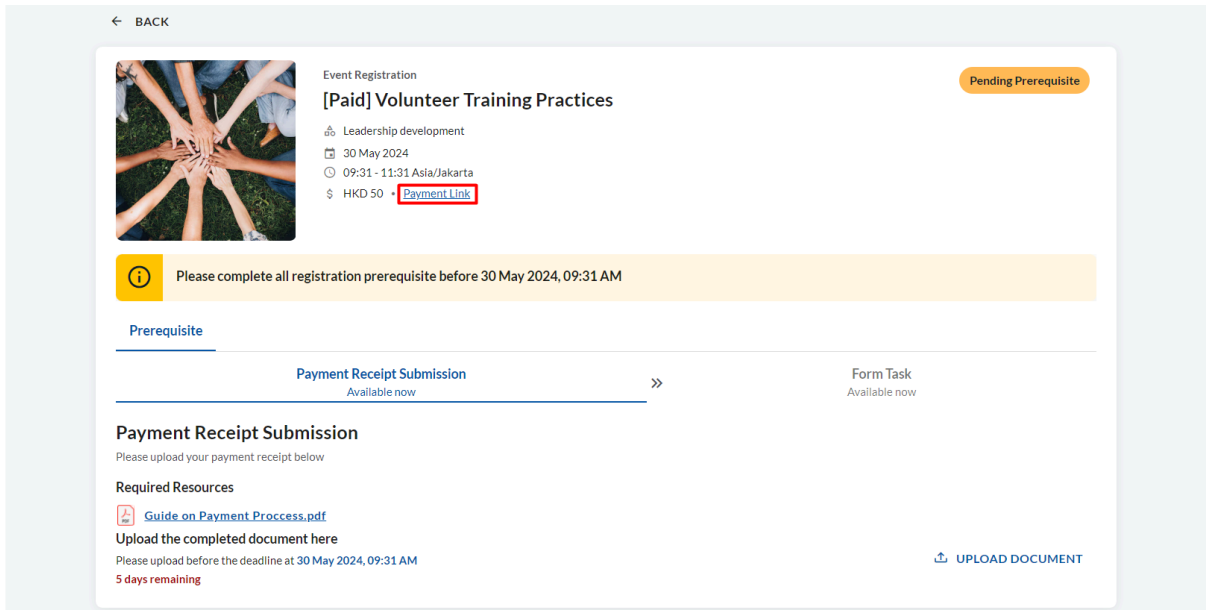 BACK
Event Registration
[Paid] Volunteer Training Practices
Pending Prerequisite
Leadership development
30 May 2024
09:31 - 11:31 Asia/Jakarta
$ HKD 50 • Payment Link
Please complete all registration prerequisite before 30 May 2024, 09:31 AM
Prerequisite
Payment Receipt Submission
Available now
Form Task
Available now
Payment Receipt Submission
Please upload your payment receipt below
Required Resources
PDF Guide on Payment Proccess.pdf
Upload the completed document here
Please upload before the deadline at 30 May 2024, 09:31 AM
UPLOAD DOCUMENT
5 days remaining